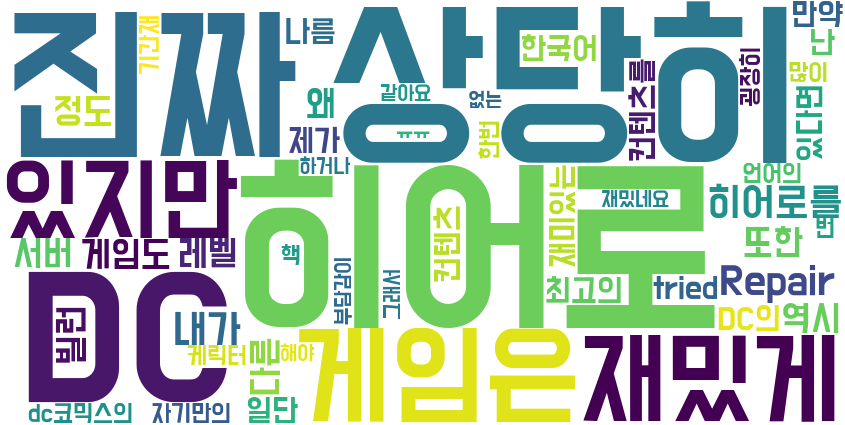 진짜
상당히
기간재
나름
정도
왜
제가
같아요
ㅠㅠ
없는
한번
한국어
컨텐츠를
굉장히
만약
나
많이
있다면
언어의
있지만
히어로
하거나
핵
컨텐츠
재미있는
재밌네요
히어로를
번
또한
서버
게임도
레벨
DC
빌런
내가
부담감이
그래서
최고의
tried
Repair
DC의
역시
케릭터
다른
해야
게임은
재밌게
dc코믹스의
자기만의
일단